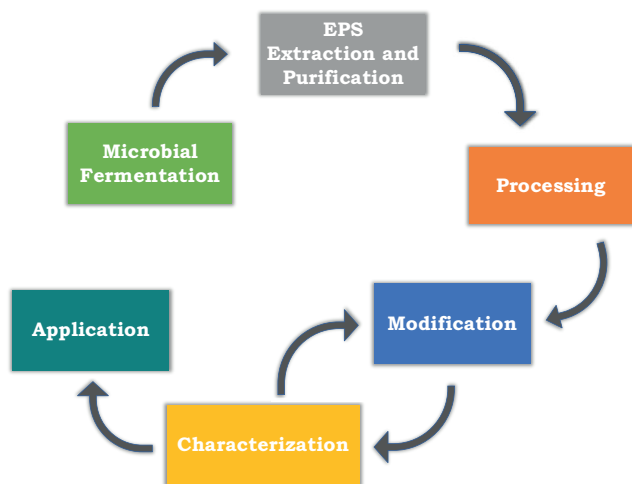 EPS
Extraction and
Purification
Microbial
Fermentation
Processing
Modification
Application
Characterization